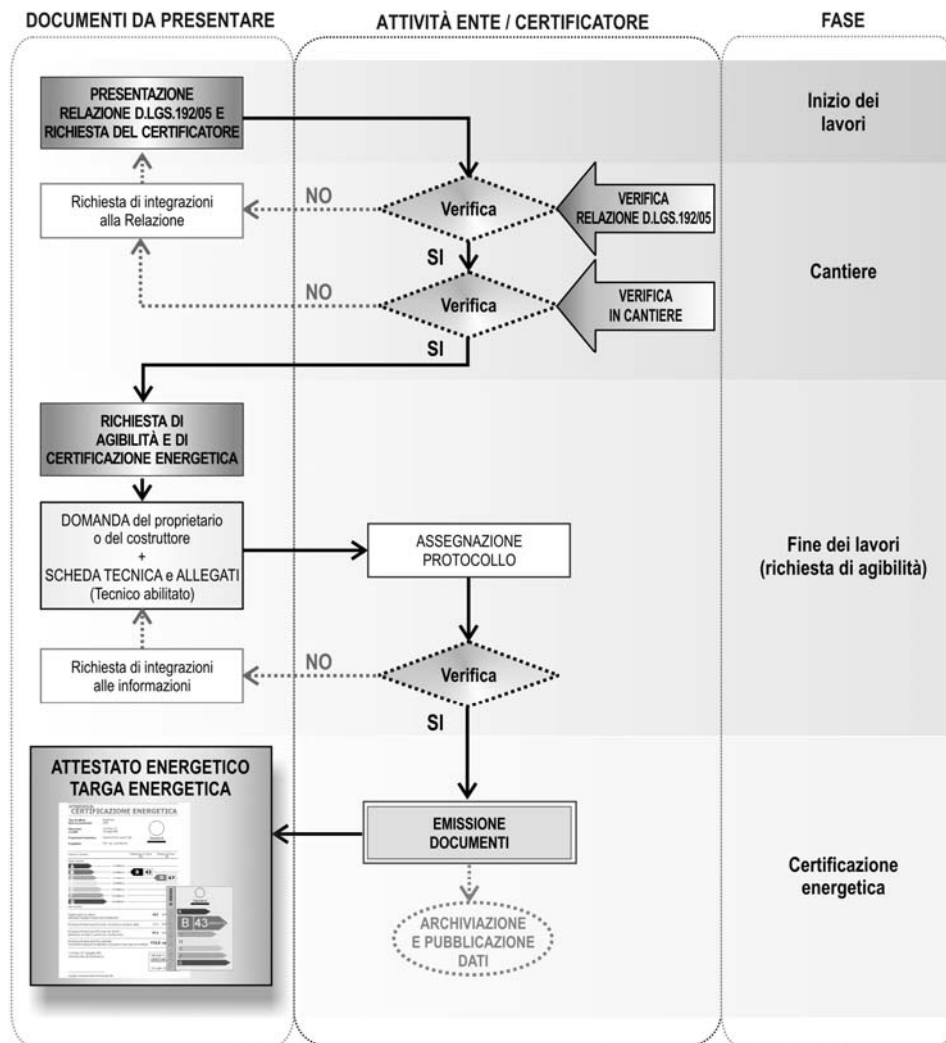 DOCUMENTI DA PRESENTARE
ATTIVITÀ ENTE / CERTIFICATORE
FASE
PRESENTAZIONE
RELAZIONE D.LGS.192/05 E
RICHIESTA DEL CERTIFICATORE
Inizio dei
lavori
Richiesta di integrazioni
alla Relazione
NO
Verifica
VERIFICA
RELAZIONE D.LGS.192/05
SI
Cantiere
NO
Verifica
VERIFICA
IN CANTIERE
SI
RICHIESTA DI
AGIBILITÀ E DI
CERTIFICAZIONE ENERGETICA
DOMANDA del proprietario
o del costruttore
+
SCHEDA TECNICA e ALLEGATI
(Tecnico abilitato)
ASSEGNAZIONE
PROTOCOLLO
Fine dei lavori
(richiesta di agibilità)
Richiesta di integrazioni
alle informazioni
NO
Verifica
SI
ATTESTATO ENERGETICO
TARGA ENERGETICA
CERTIFICAZIONE ENERGETICA
B 43
EMISSIONE
DOCUMENTI
Certificazione
energetica
ARCHIVIAZIONE
E PUBBLICAZIONE
DATI